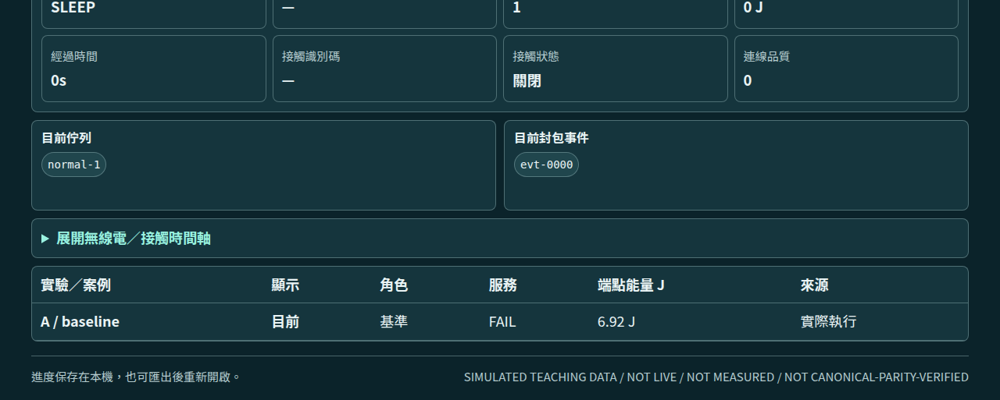 SLEEP — 1 0 J
經過時間 接觸識別碼 接觸狀態 連線品質
0s — 關閉 0
目前佇列 目前封包事件
normal-1 evt-0000
▶ 展開無線電／接觸時間軸
實驗／案例 顯示 角色 服務 端點能量 J 來源
A / baseline 目前 基準 FAIL 6.92 J 實際執行
進度保存在本機，也可匯出後重新開啟。 SIMULATED TEACHING DATA / NOT LIVE / NOT MEASURED / NOT CANONICAL-PARITY-VERIFIED